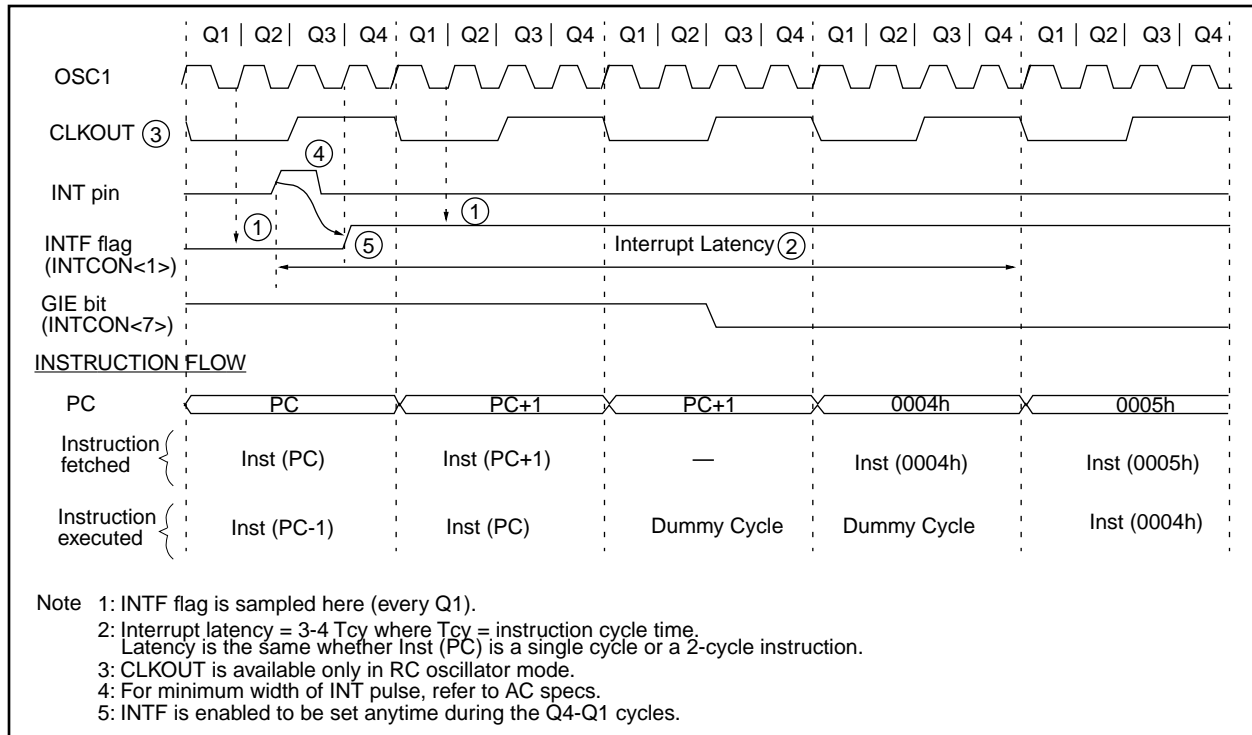 Q1 | Q2 | Q3 | Q4 Q1 | Q2 | Q3 | Q4 Q1 | Q2 | Q3 | Q4 Q1 | Q2 | Q3 | Q4 Q1 | Q2 | Q3 | Q4
OSC1
CLKOUT 3
4
INT pin
1 1
INTF flag
(INTCON<1>)
5
Interrupt Latency 2
GIE bit
(INTCON<7>)
INSTRUCTION FLOW
PC PC PC+1 PC+1 0004h 0005h
Instruction
fetched
Inst (PC) Inst (PC+1) — Inst (0004h) Inst (0005h)
Instruction
executed
Inst (PC-1) Inst (PC) Dummy Cycle Dummy Cycle Inst (0004h)
Note 1: INTF flag is sampled here (every Q1).
2: Interrupt latency = 3-4 Tcy where Tcy = instruction cycle time.
Latency is the same whether Inst (PC) is a single cycle or a 2-cycle instruction.
3: CLKOUT is available only in RC oscillator mode.
4: For minimum width of INT pulse, refer to AC specs.
5: INTF is enabled to be set anytime during the Q4-Q1 cycles.